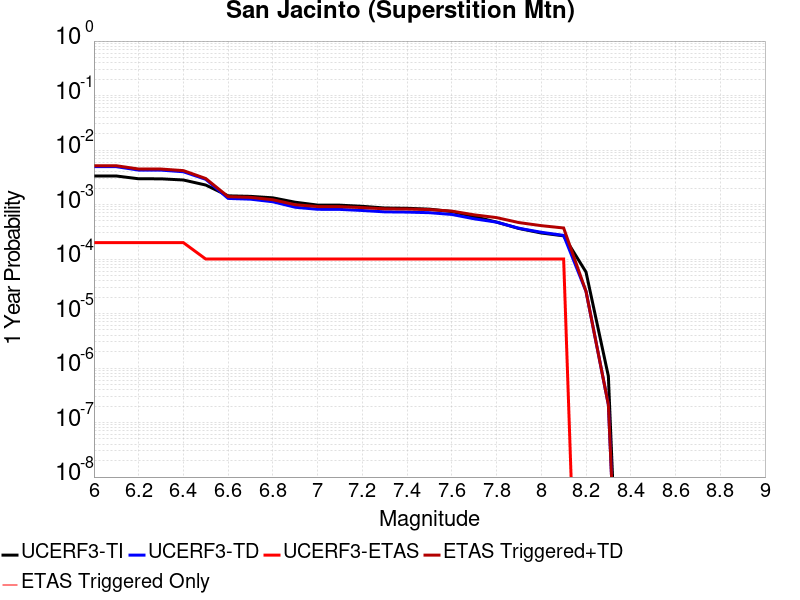 San Jacinto (Superstition Mtn)
10^0
10^-1
10^-2
10^-3
10^-4
10^-5
10^-6
10^-7
10^-8
1 Year Probability
6 6.2 6.4 6.6 6.8 7 7.2 7.4 7.6 7.8 8 8.2 8.4 8.6 8.8 9
Magnitude
UCERF3-TI UCERF3-TD UCERF3-ETAS ETAS Triggered+TD
ETAS Triggered Only